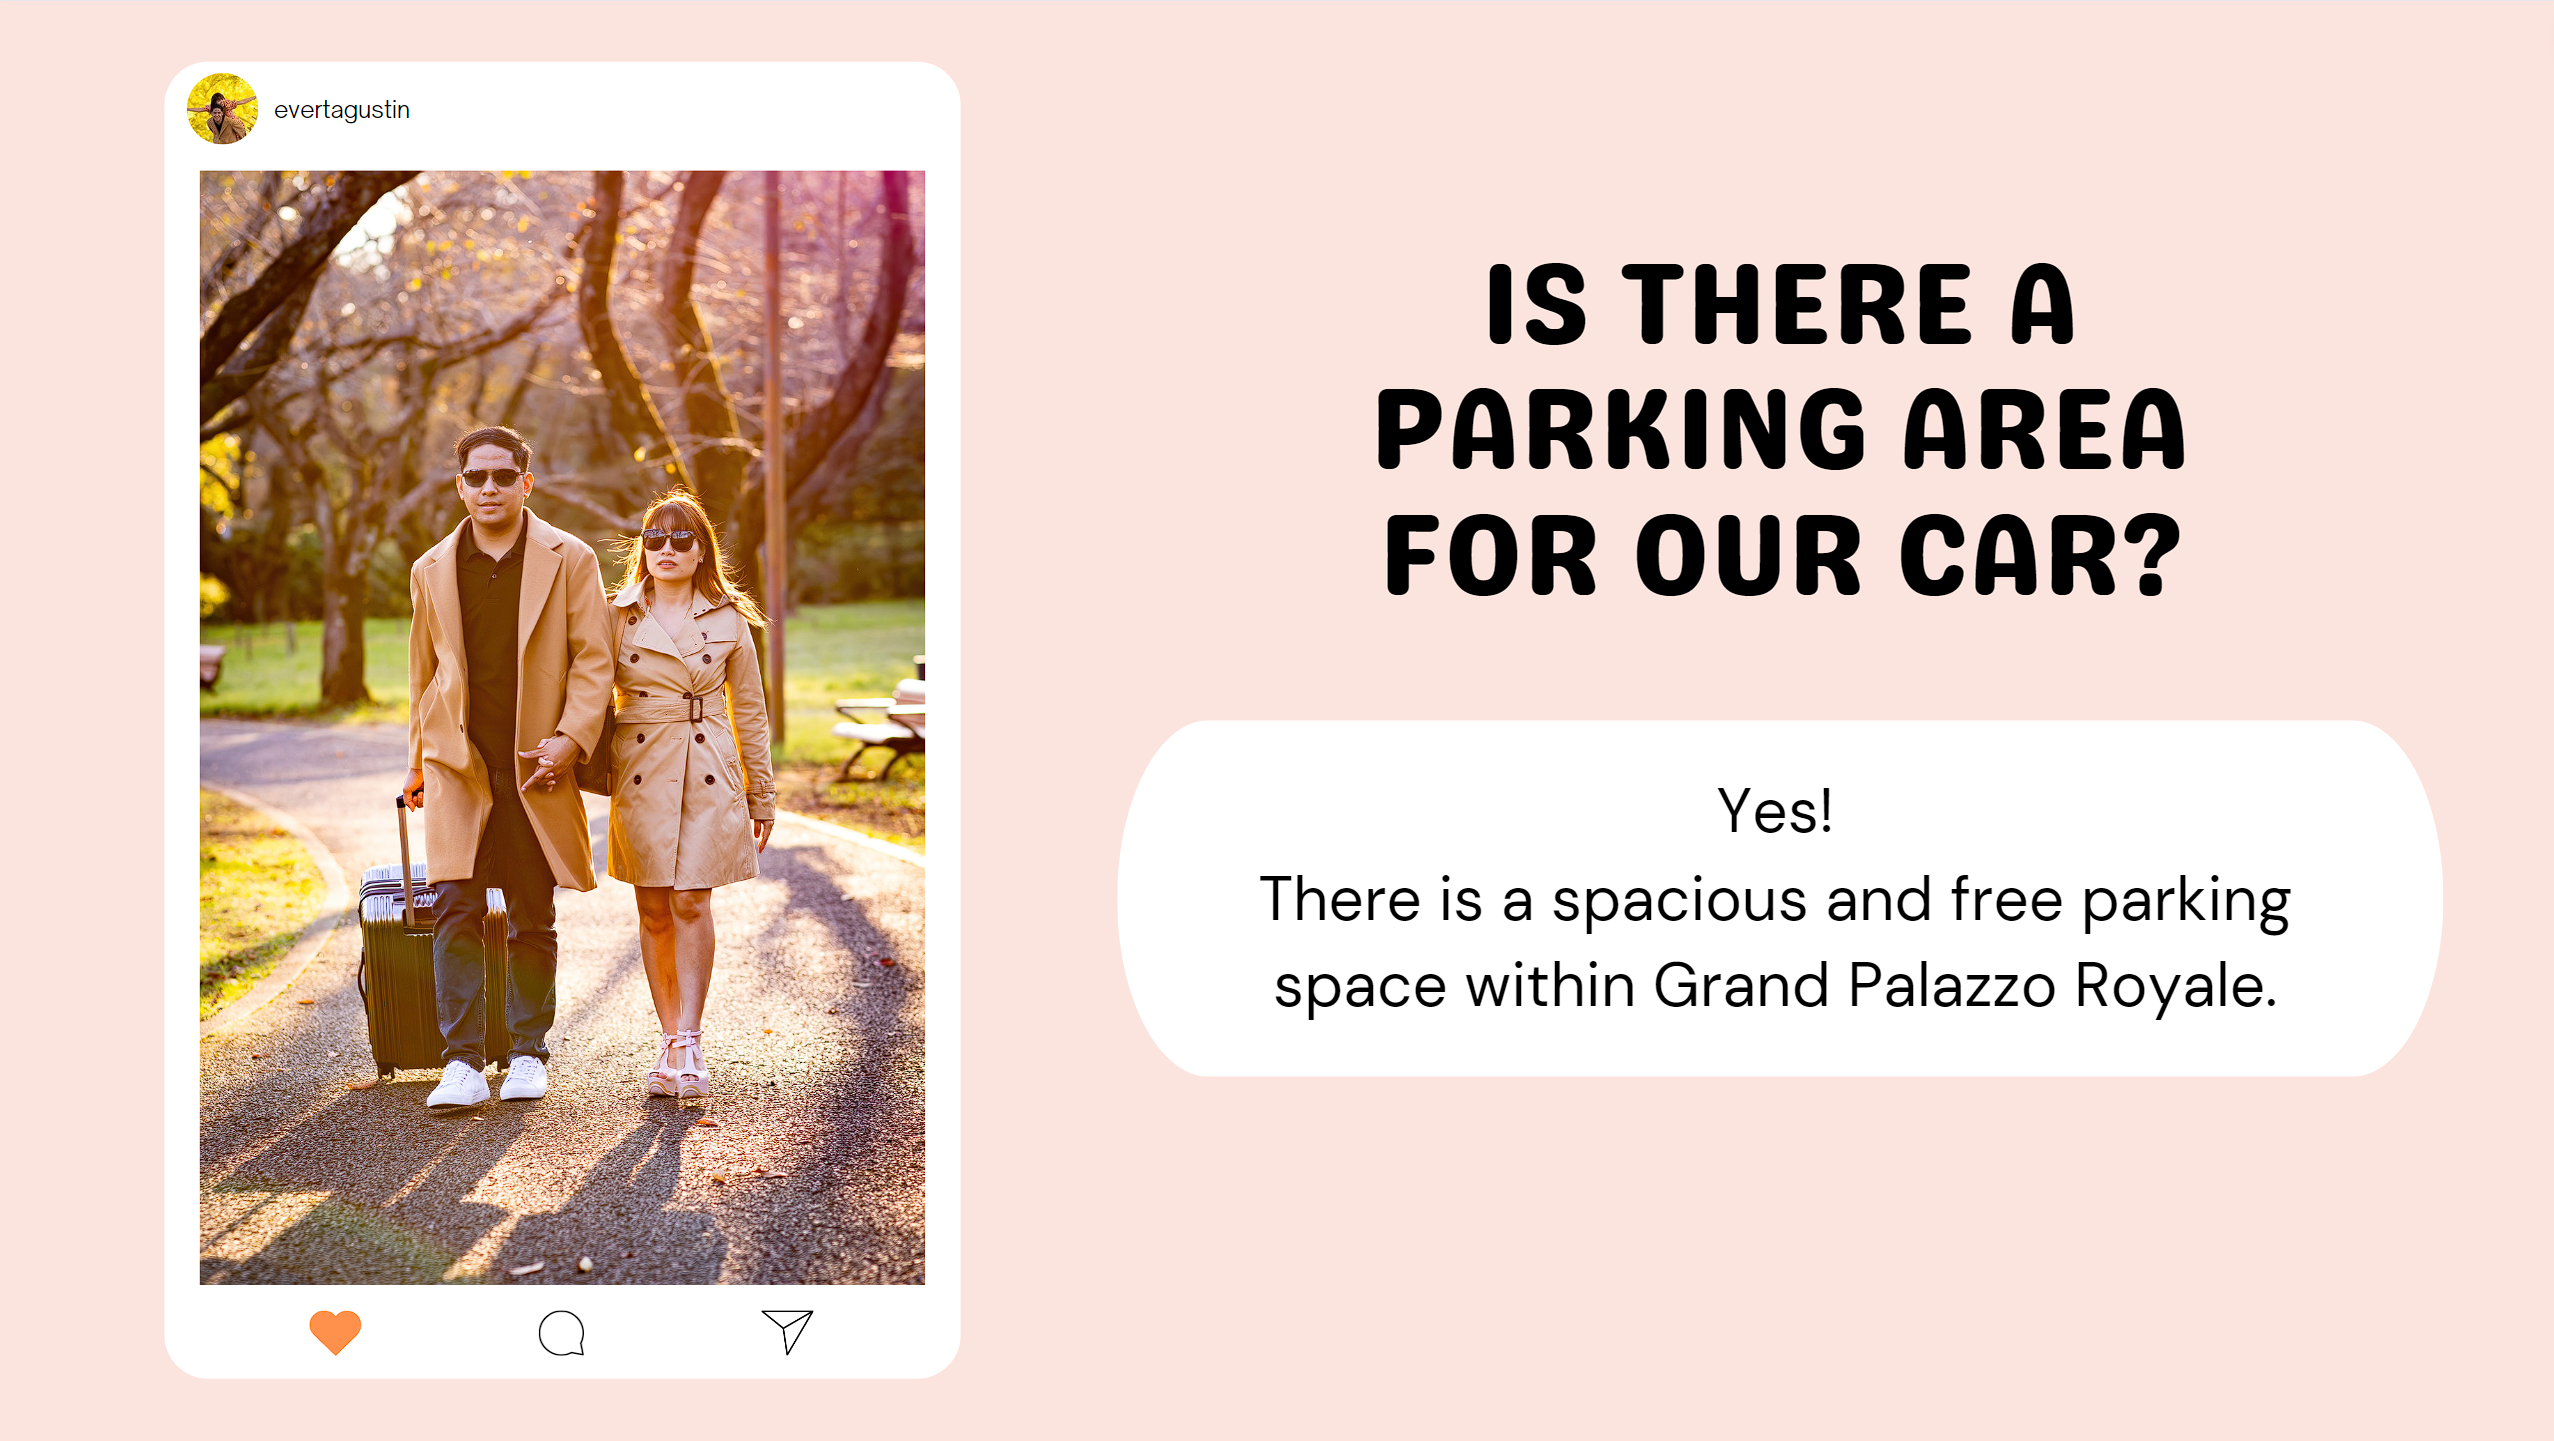 evertagustin
IS THERE A
PARKING AREA
FOR OUR CAR?
Yes!
There is a spacious and free parking
space within Grand Palazzo Royale.